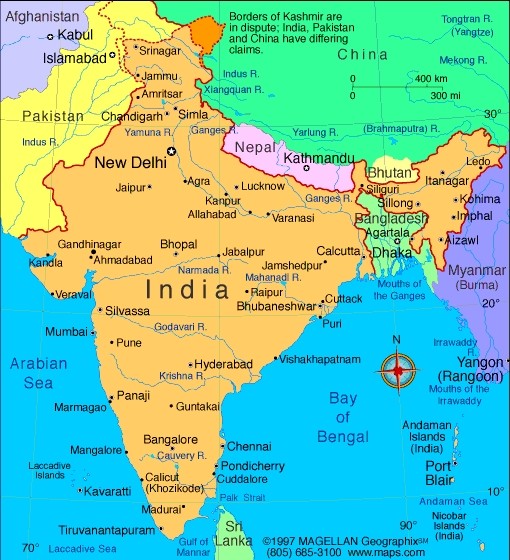 Afghanistan
Kabul
Islamabad
Borders of Kashmir are
in dispute; India, Pakistan
and China have differing
claims.
Tongtran R.
(Yangtze)
China
Mekong R.
Srinagar
Indus R.
Xiangquan R.
400 km
0
300 mi
Jammu
Amritsar
Pakistan
Chandigarh
Simla
30°
Indus R.
Yamuna R.
Ganges R.
Yarlung R.
(Brahmaputra) R.
Nepal
New Delhi
Kathmandu
Bhutan
Ledo
Itanagar
Jaipur
Agra
Lucknow
Siliguri
Kanpur
Ganges R.
Sillong
Kohima
Allahabad
Varanasi
Bangladesh
Imphal
Agartala
Gandhinagar
Bhopal
Jabalpur
Calcutta
Dhaka
Aizawl
Kandla
Ahmadabad
Jamshedpur
Narmada R.
Mahanadi R.
Myanmar
(Burma)
Mouths of
the Ganges
India
Raipur
Veraval
Bhubaneshwar
Cuttack
20°
Silvassa
Puri
Mumbai
Godavari R.
Pune
Irrawaddy
R.
Vishakhapatnam
N
Yangon
(Rangoon)
Arabian
Sea
Hyderabad
Krishna R.
Mouths of the
Irrawaddy
Panaji
Marmagao
Guntakal
Bay
of
Bengal
Andaman
Islands
(India)
Bangalore
Chennai
Mangalore
Cauvery R.
Port
Blair
Laccadive
Islands
Pondicherry
Cuddalore
Calicut
(Khozikode)
Kavaratti
10°
Palk Strait
Andaman Sea
Madurai
Nicobar
Islands
(India)
Tiruvanantapuram
Sri
Lanka
90°
70°
Laccadive Sea
Gulf of
Mannar
©1997 MAGELLAN Geographix℠
(805) 685-3100 www.maps.com